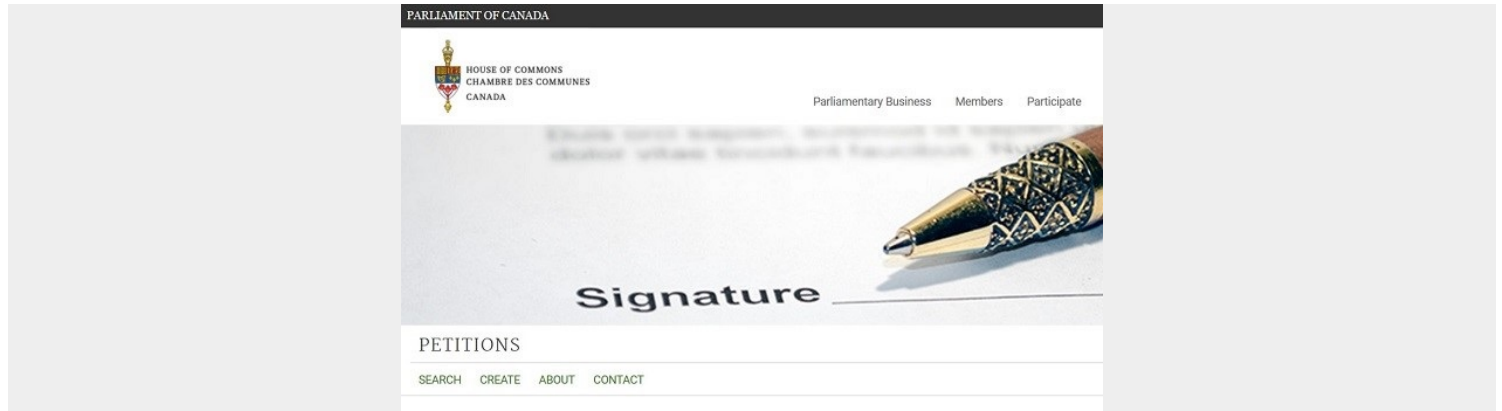 PARLIAMENT OF CANADA
HOUSE OF COMMONS
CHAMBRE DES COMMUNES
CANADA
Parliamentary Business Members Participate
Signature
PETITIONS
SEARCH CREATE ABOUT CONTACT